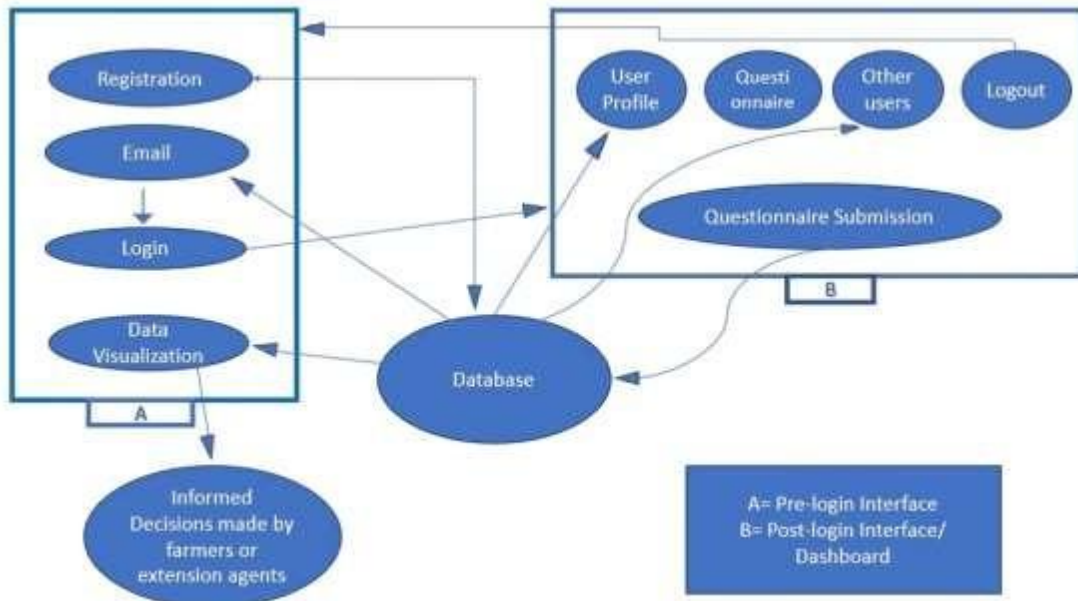 Registration
Email
Login
Data
Visualization
A
Informed
Decisions made by
farmers or
extension agents
Database
User
Profile
Questi
onnaire
Other
users
Logout
Questionnaire Submission
B
A= Pre-login Interface
B= Post-login Interface/
Dashboard